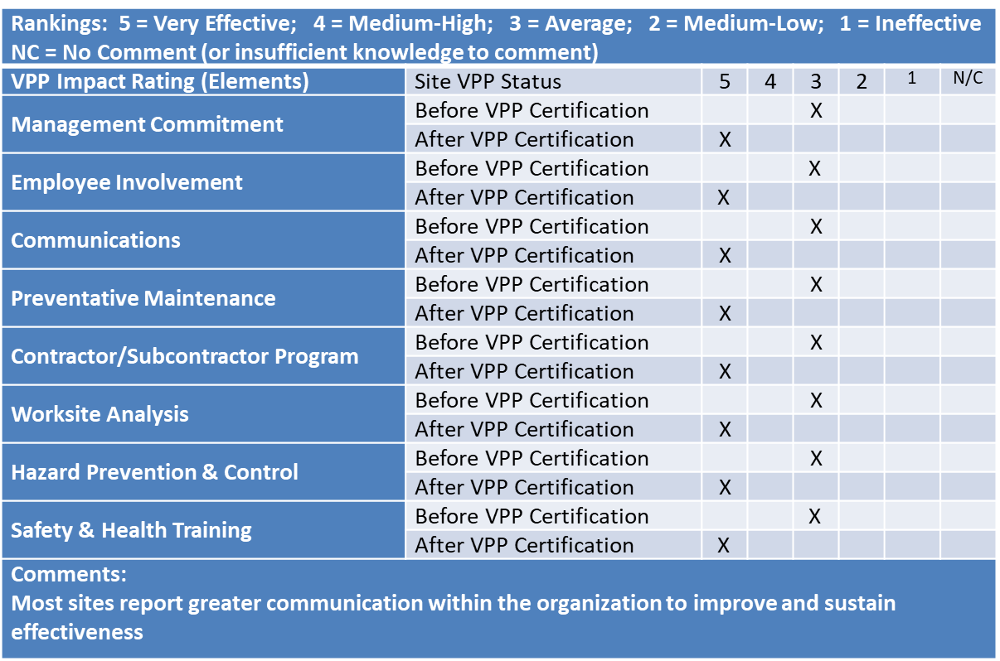 Rankings:  5 = Very Effective;   4 = Medium-High;   3 = Average;   2 = Medium-Low;   1 = Ineffective
NC = No Comment (or insufficient knowledge to comment)
VPP Impact Rating (Elements) Site VPP Status 5 4 3 2 1 N/C
Management Commitment
Before VPP Certification X
After VPP Certification X
Employee Involvement
Before VPP Certification X
After VPP Certification X
Communications
Before VPP Certification X
After VPP Certification X
Preventative Maintenance
Before VPP Certification X
After VPP Certification X
Contractor/Subcontractor Program
Before VPP Certification X
After VPP Certification X
Worksite Analysis
Before VPP Certification X
After VPP Certification X
Hazard Prevention & Control
Before VPP Certification X
After VPP Certification X
Safety & Health Training
Before VPP Certification X
After VPP Certification X
Comments:
Most sites report greater communication within the organization to improve and sustain
effectiveness